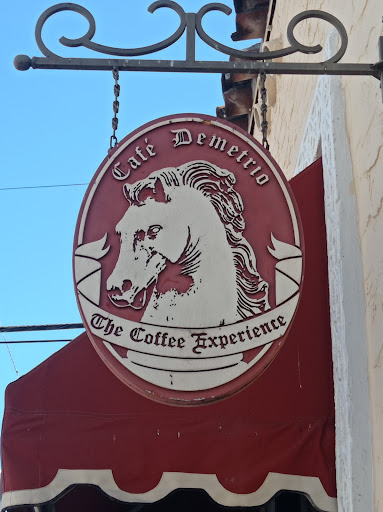 Café Demetrio
The Coffee Experience